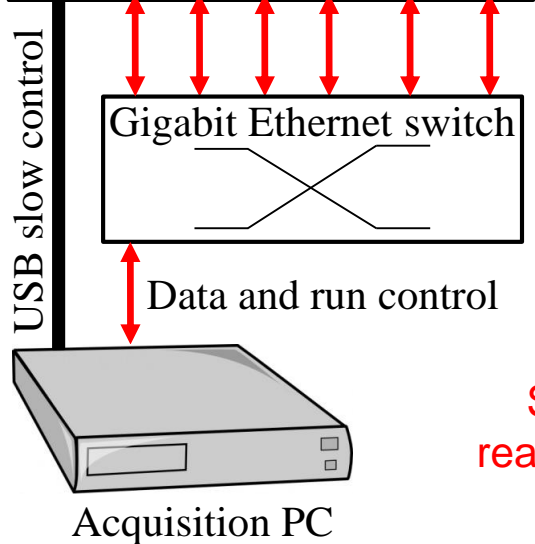 USB slow control
Gigabit Ethernet switch
Data and run control
Acquisition PC